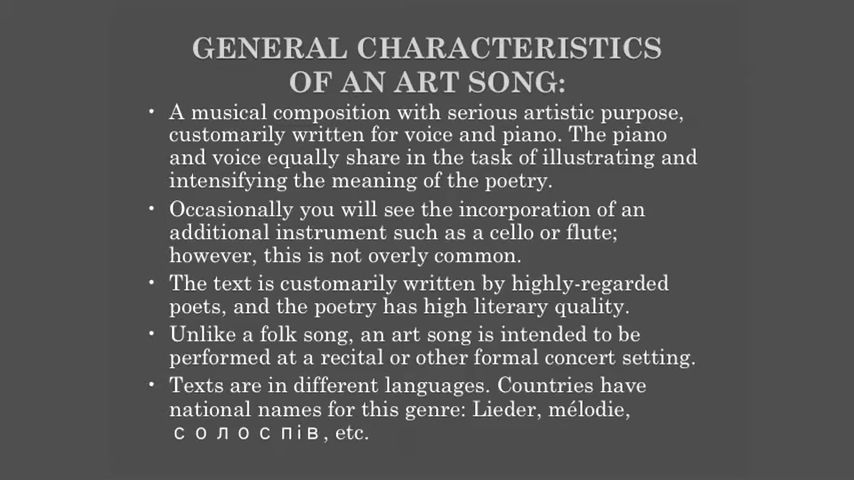 GENERAL CHARACTERISTICS
OF AN ART SONG:
• A musical composition with serious artistic purpose,
customarily written for voice and piano. The piano
and voice equally share in the task of illustrating and
intensifying the meaning of the poetry.
• Occasionally you will see the incorporation of an
additional instrument such as a cello or flute;
however, this is not overly common.
• The text is customarily written by highly-regarded
poets, and the poetry has high literary quality.
• Unlike a folk song, an art song is intended to be
performed at a recital or other formal concert setting.
• Texts are in different languages. Countries have
national names for this genre: Lieder, mélodie,
солоспів, etc.